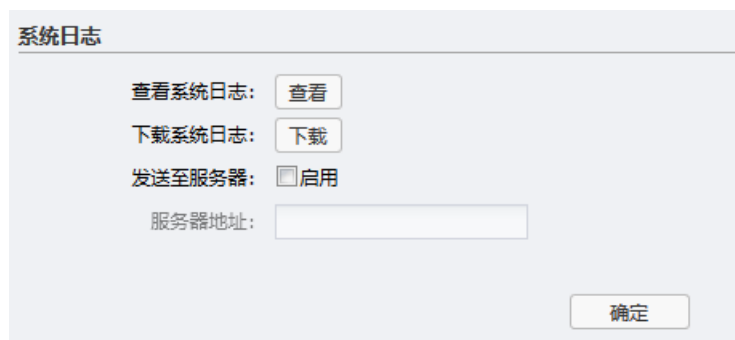 系统日志
查看系统日志： 查看
下载系统日志： 下载
发送至服务器： 启用
服务器地址：
确定